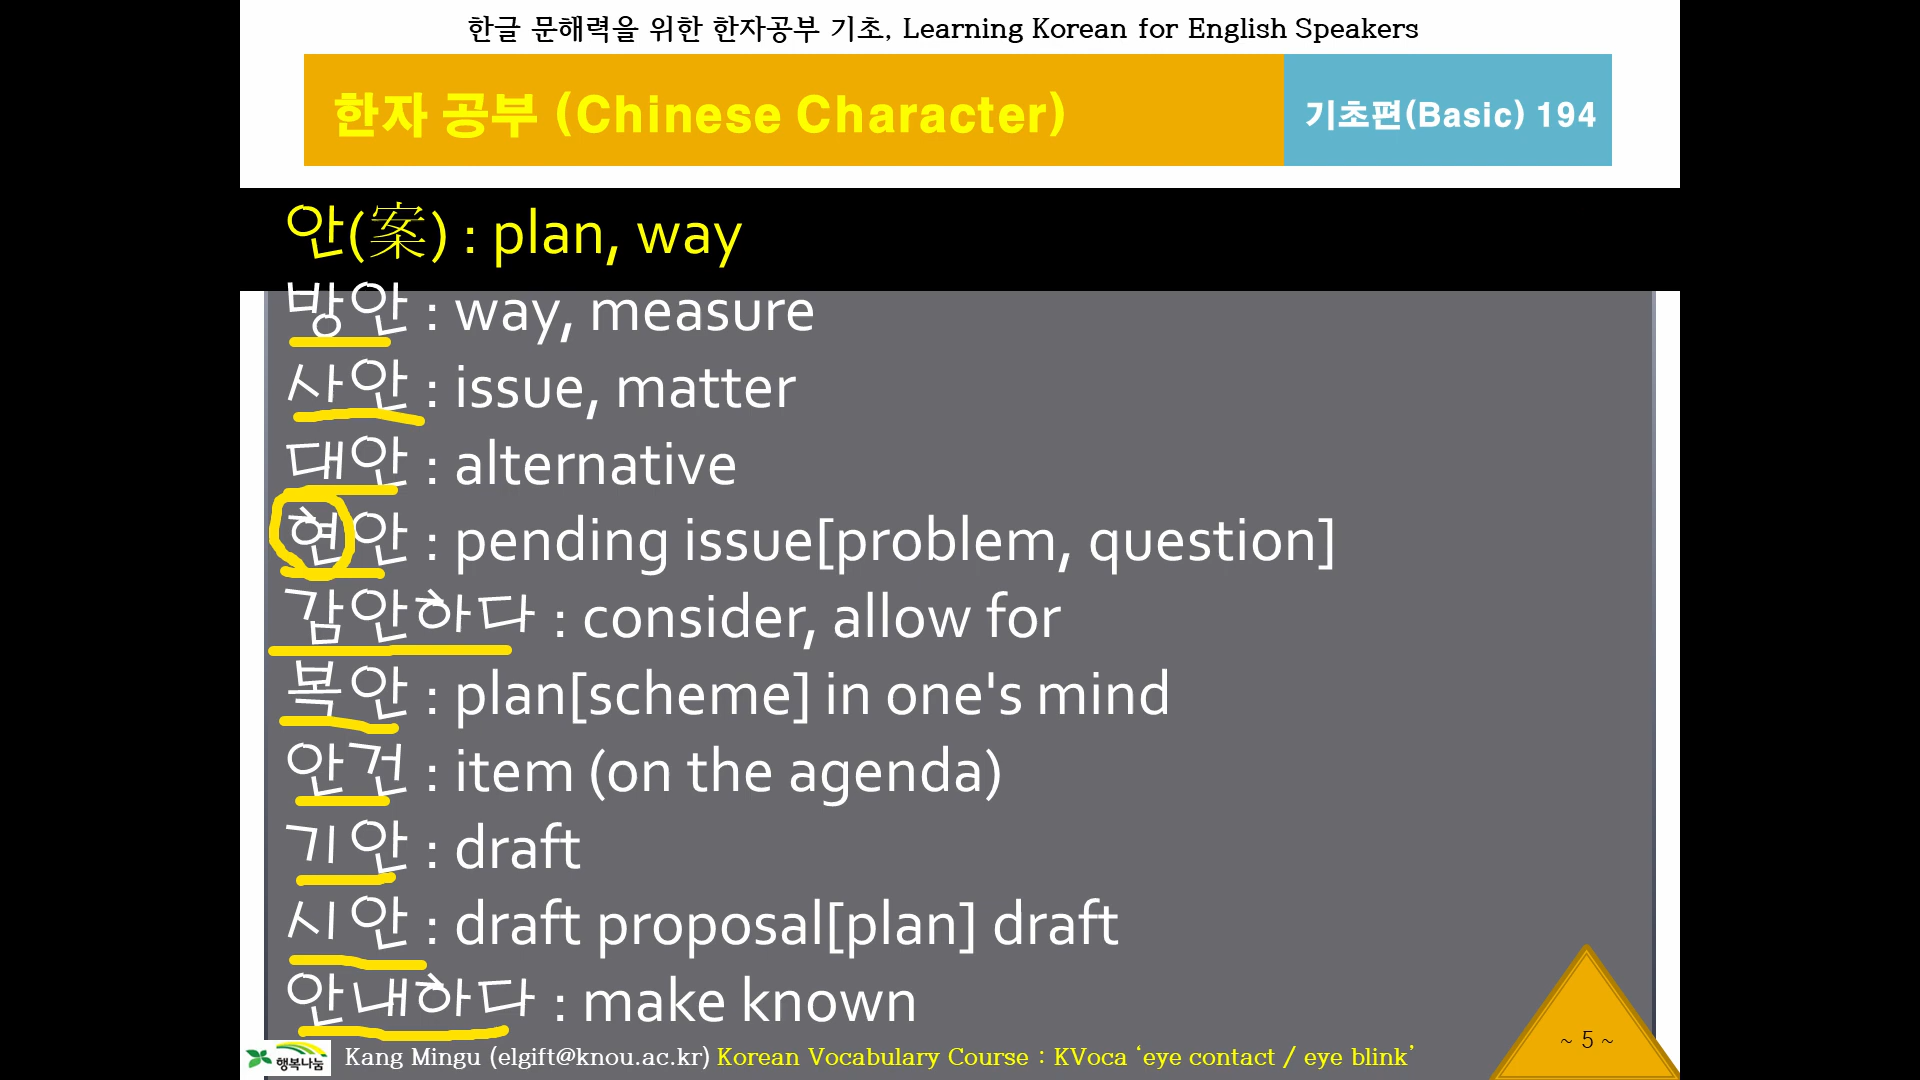 한글 문해력을 위한 한자공부 기초, Learning Korean for English Speakers
한자 공부 (Chinese Character)
기초편(Basic) 194
안(案) : plan, way
방안 : way, measure
사안 : issue, matter
대안 : alternative
현안 : pending issue[problem, question]
감안하다 : consider, allow for
복안 : plan[scheme] in one's mind
안건 : item (on the agenda)
기안 : draft
시안 : draft proposal[plan] draft
안내하다 : make known
~ 5 ~
행복나눔
Kang Mingu (elgift@knou.ac.kr) Korean Vocabulary Course : KVoca ‘eye contact / eye blink’